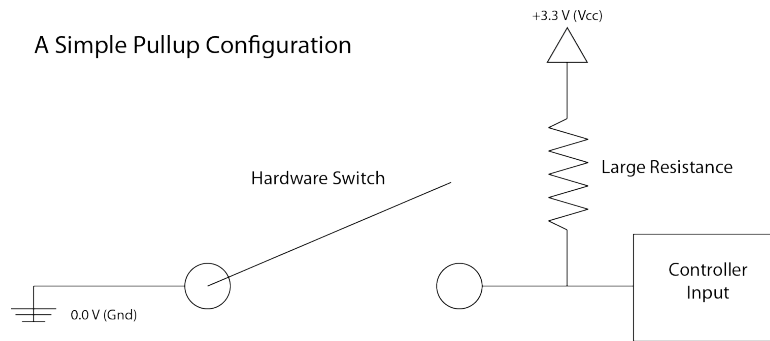 A Simple Pullup Configuration
+3.3 V (Vcc)
Hardware Switch
Large Resistance
Controller
Input
0.0 V (Gnd)